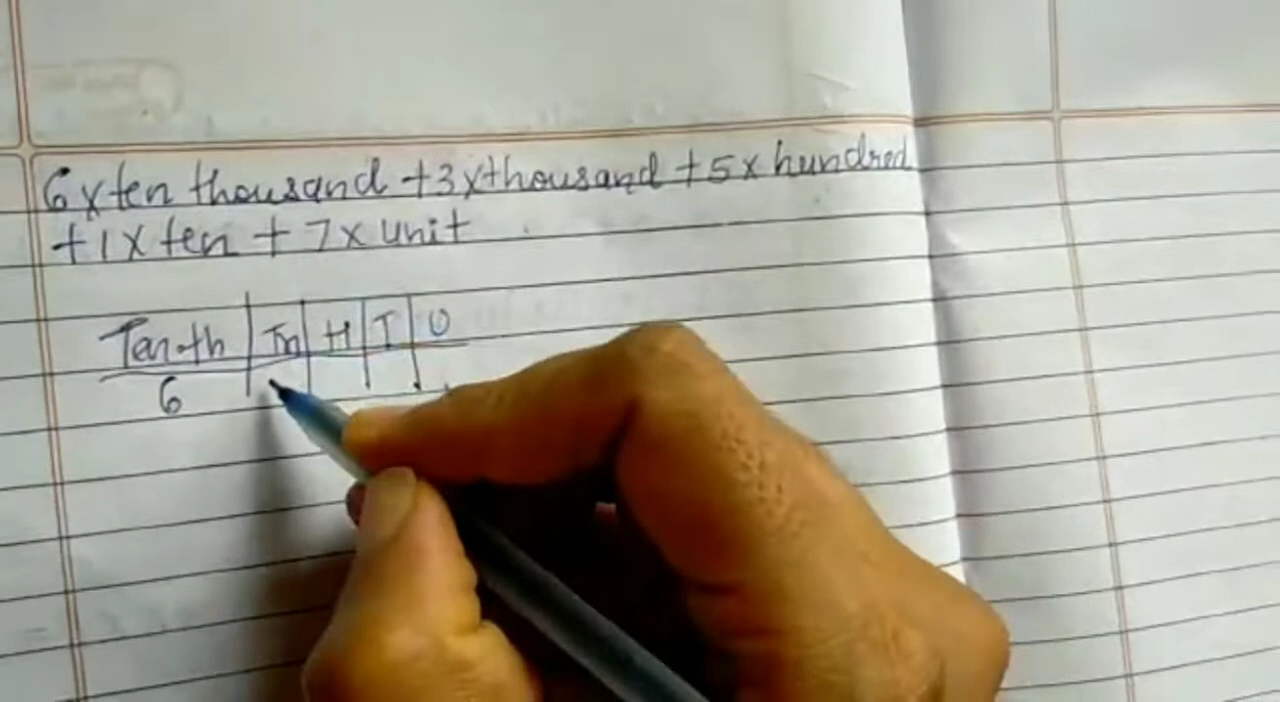 6 x ten thousand + 3 x thousand + 5 x hundred
+ 1 x ten + 7 x unit
Ten-th Th H T U
6